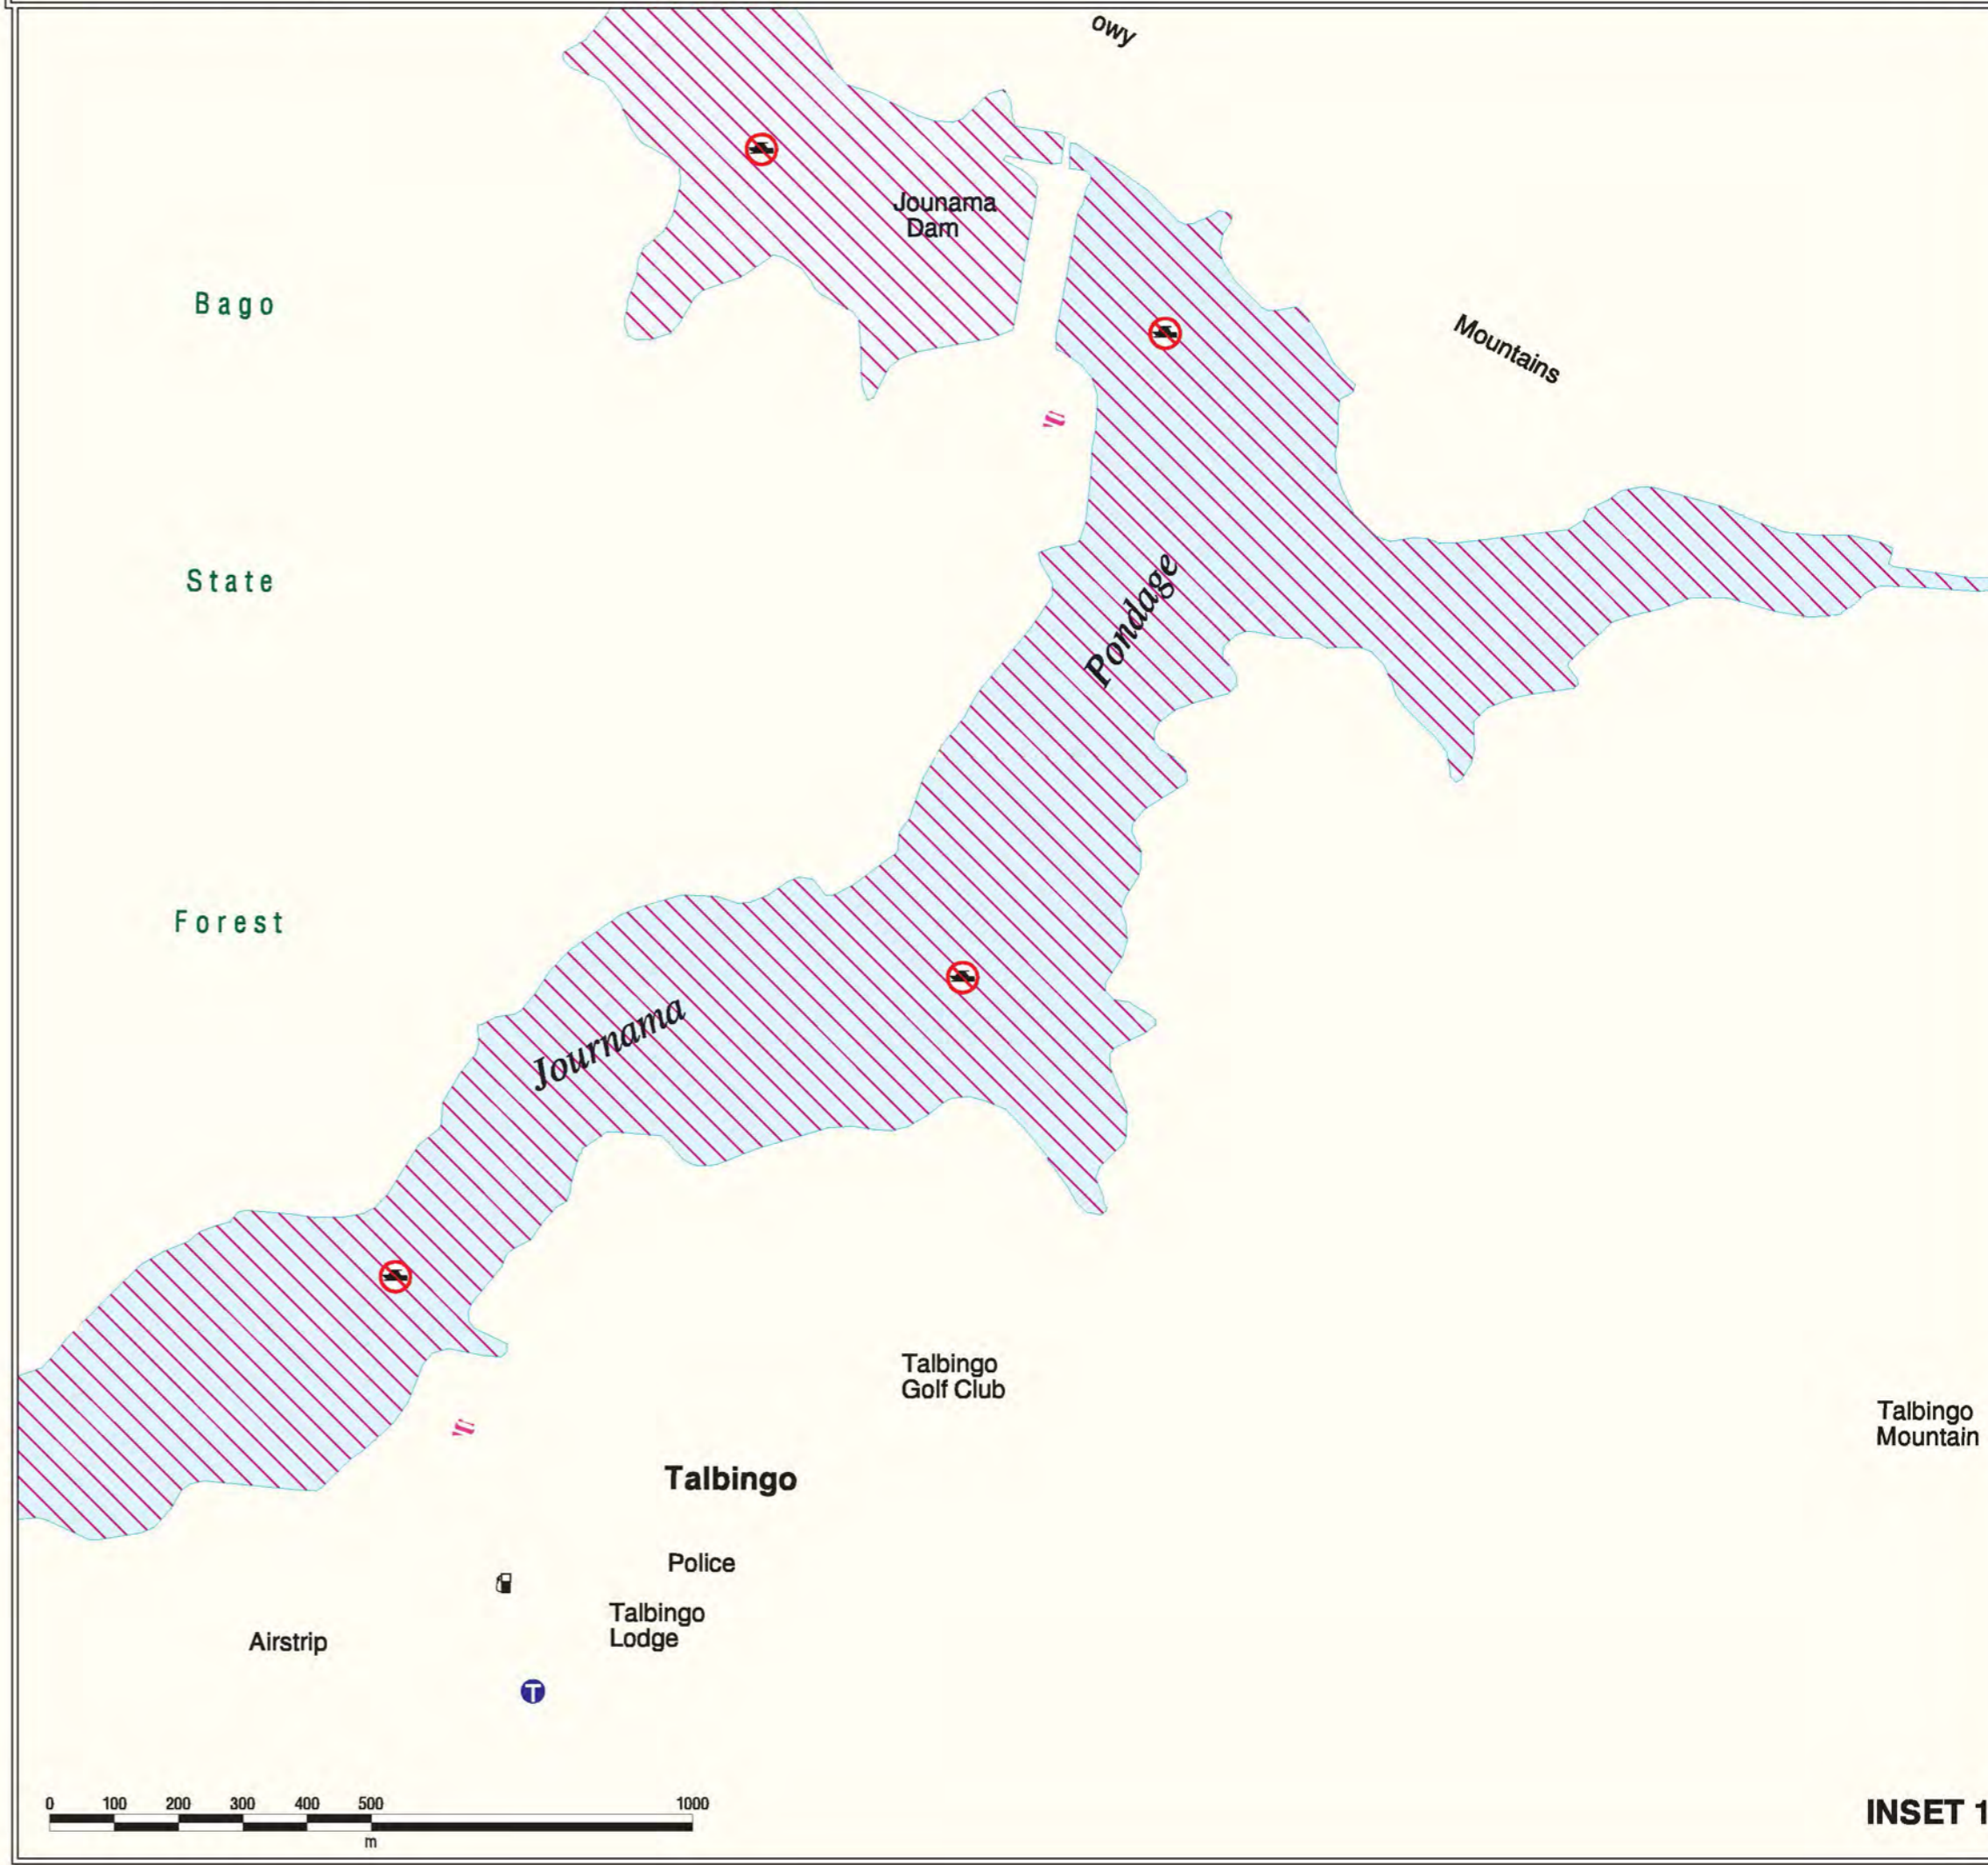 owy
Jounama
Dam
Bago
Mountains
State
Pondage
Forest
Journama
Talbingo
Golf Club
Talbingo
Mountain
Talbingo
Police
Talbingo
Lodge
Airstrip
T
0 100 200 300 400 500 1000
m
INSET 1